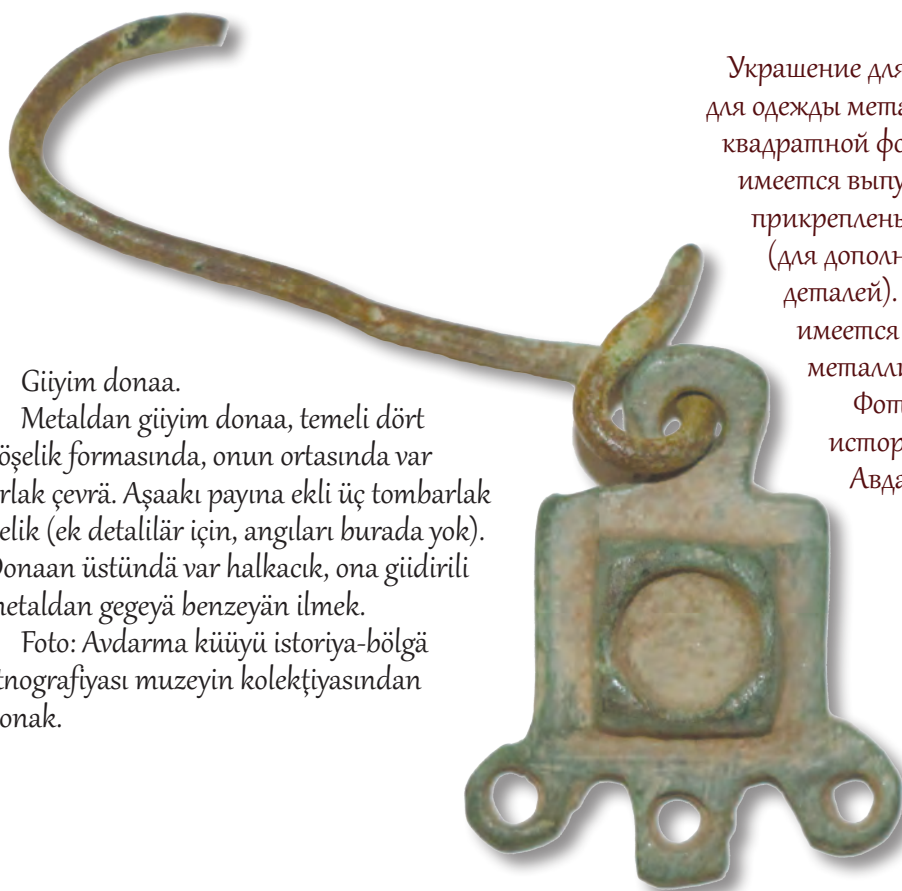 Giiyim donaa.
Metaldan giiyim donaa, temeli dört
öşelik formasında, onun ortasında var
rlak çevrä. Aşaakı payına ekli üç tombarlak
elik (ek detalilär için, angıları burada yok).
Donaan üstündä var halkacık, ona giidirili
metaldan gegeyä benzeyän ilmek.
Foto: Avdarma küüyü istoriya-bölgä
tnografiyası muzeyin kolekţiyasından
onak.
Украшение для
для одежды мета
квадратной фо
имеется выпу
прикреплены
(для дополн
деталей).
имеется
металли
Фот
истор
Авда